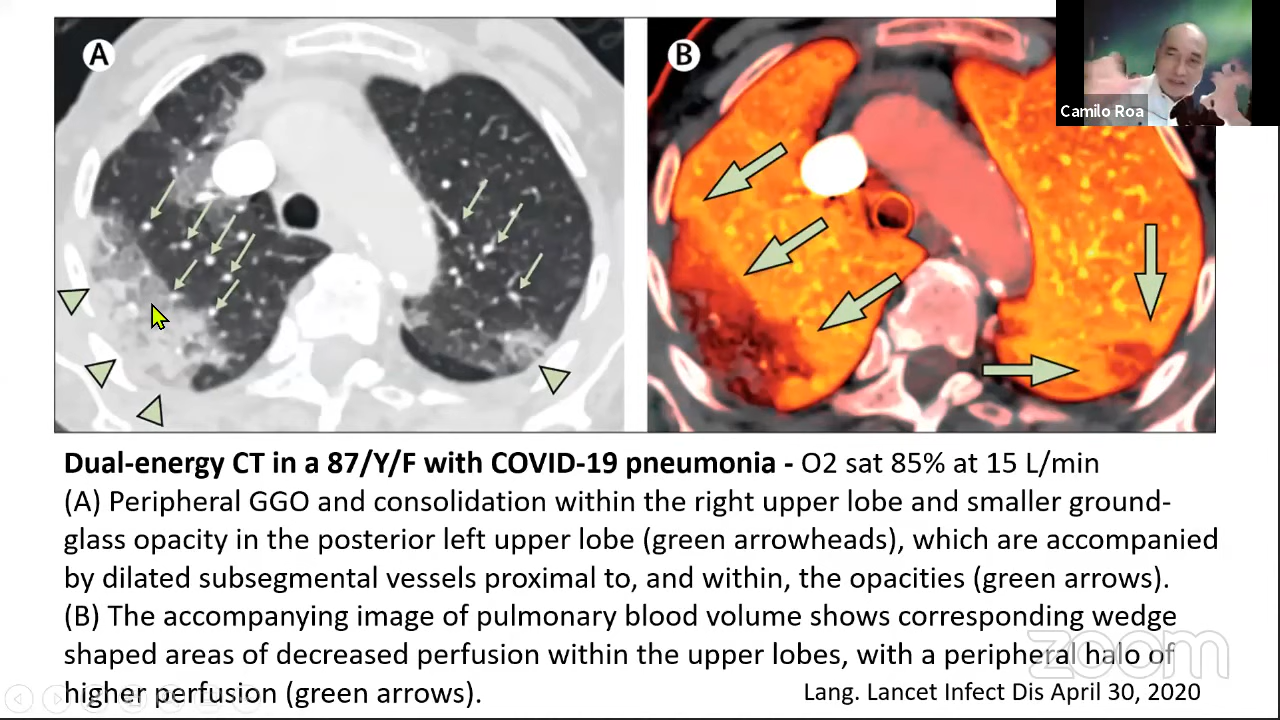 A
B
Camilo Roa
Dual-energy CT in a 87/Y/F with COVID-19 pneumonia - O2 sat 85% at 15 L/min
(A) Peripheral GGO and consolidation within the right upper lobe and smaller ground-
glass opacity in the posterior left upper lobe (green arrowheads), which are accompanied
by dilated subsegmental vessels proximal to, and within, the opacities (green arrows).
(B) The accompanying image of pulmonary blood volume shows corresponding wedge
shaped areas of decreased perfusion within the upper lobes, with a peripheral halo of
higher perfusion (green arrows).
Lang. Lancet Infect Dis April 30, 2020
zoom